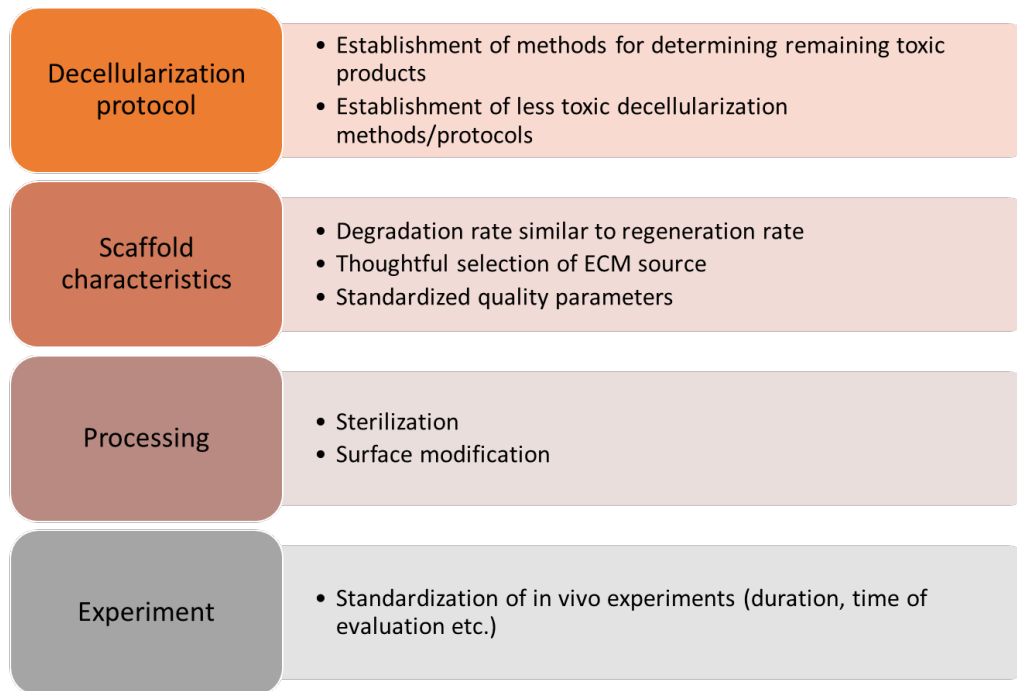 Decellularization
protocol
• Establishment of methods for determining remaining toxic
products
• Establishment of less toxic decellularization
methods/protocols
Scaffold
characteristics
• Degradation rate similar to regeneration rate
• Thoughtful selection of ECM source
• Standardized quality parameters
Processing
• Sterilization
• Surface modification
Experiment
• Standardization of in vivo experiments (duration, time of
evaluation etc.)